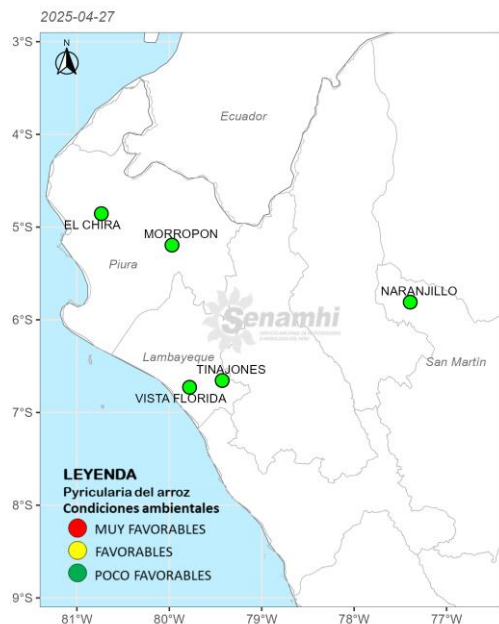 2025-04-27
3°S
N
Ecuador
4°S
EL CHIRA
5°S
MORROPON
Piura
NARANJILLO
6°S
Senamhi
Lambayeque
TINAJONES
San Martín
VISTA FLORIDA
7°S
LEYENDA
Pyricularia del arroz
Condiciones ambientales
8°S
MUY FAVORABLES
FAVORABLES
POCO FAVORABLES
9°S
81°W 80°W 79°W 78°W 77°W